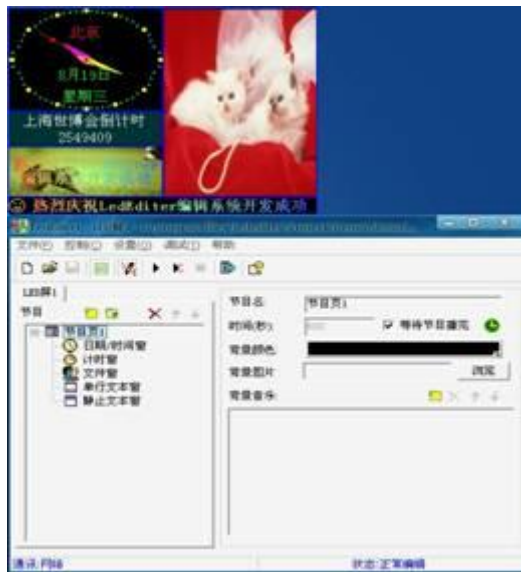 北京
8月19日
星期三
上海世博会倒计时
2549409
热烈庆祝LedEditer编辑系统开发成功
文件(F) 控制(C) 设置(U) 调试(T) 帮助
LED屏1
节目
节目页1
日期/时间窗
计时窗
文件窗
单行文本窗
静止文本窗
节目名: 节目页1
时间(秒): 等待节目播完
背景颜色
背景图片 浏览
背景音乐
通讯:网络 状态:正常编辑